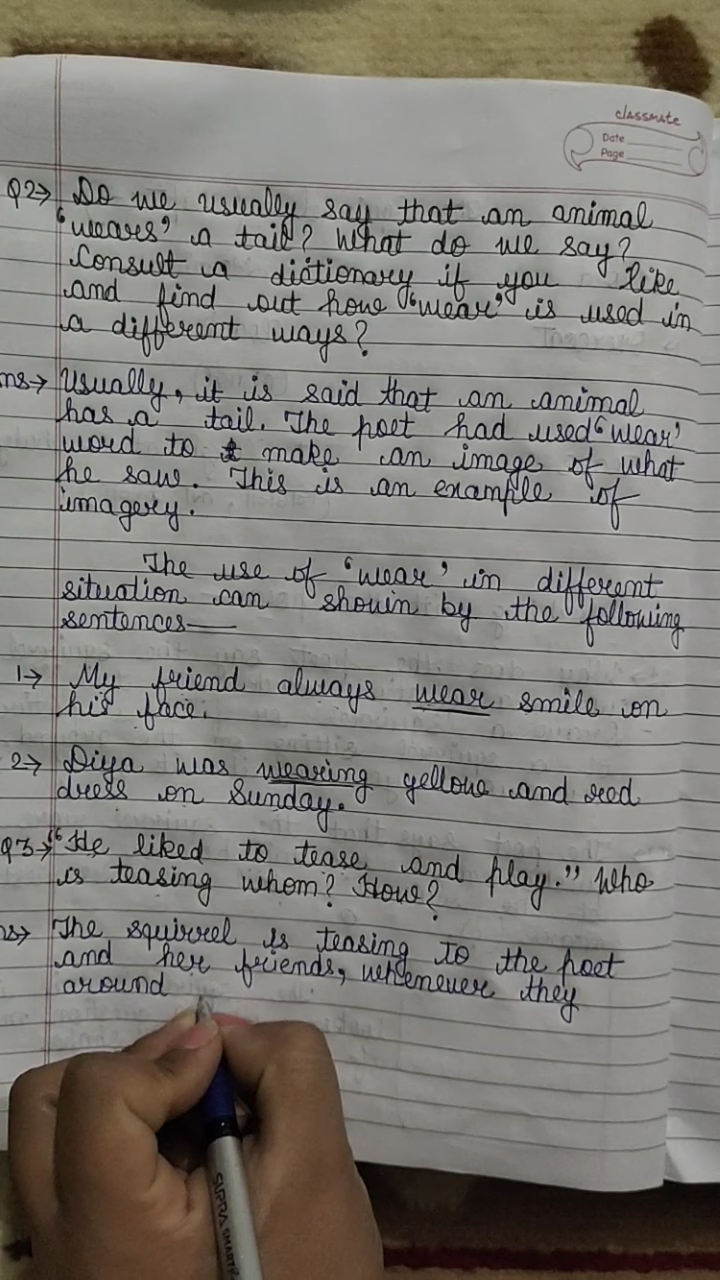 classmate
Date
Page
Q2→ Do we usually say that an animal
"wears" a tail? What do we say?
Consult a dictionary if you like
and find out how "wear" is used in
a different ways?
ns→ Usually, it is said that an animal
has a tail. The poet had used "wear"
word to make an image of what
he saw. This is an example of
imagery.
The use of 'wear' in different
situation can showin by the following
sentences—
1→ My friend always wear smile on
his face.
2→ Diya was wearing yellow and red
dress on Sunday.
Q3→ "He liked to tease and play." Who
is teasing whom? How?
ns→ The squirrel is teasing to the poet
and her friends, whenever they
around
SUPRA SMART